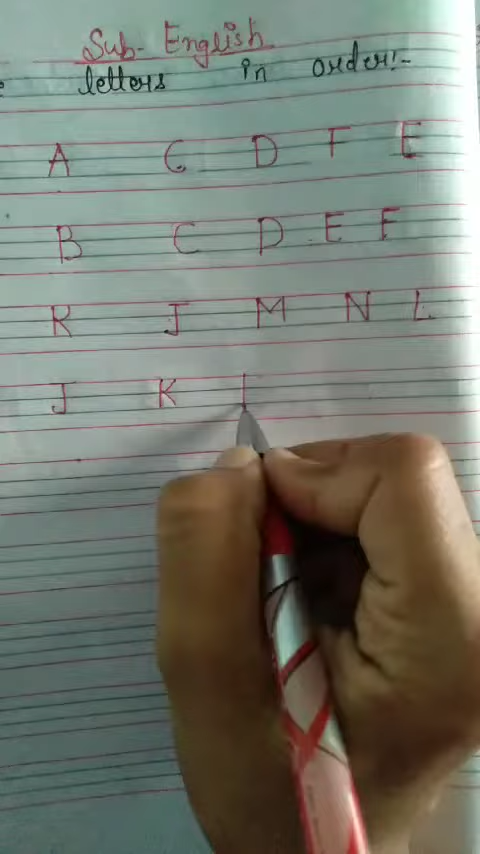 Sub- English
letters in order:-
A C D F E
B C D E F
K J M N L
J K